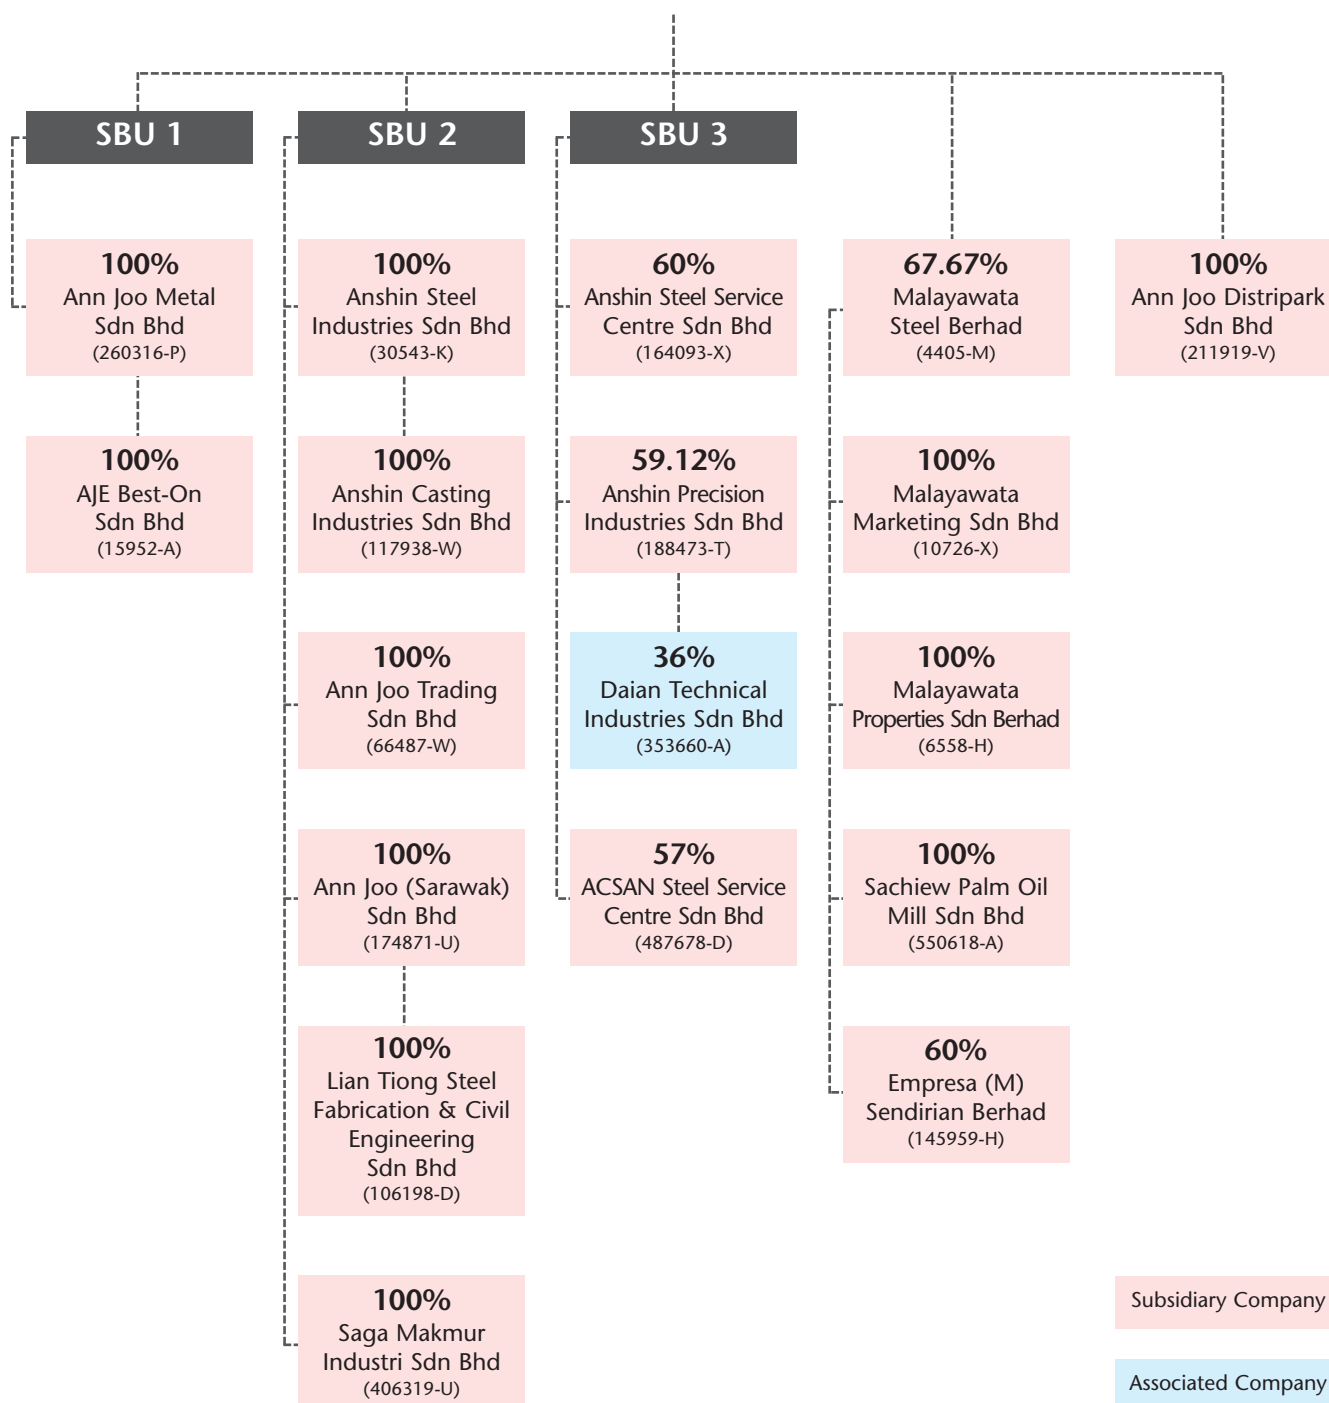 SBU 1
SBU 2
SBU 3
100%
Ann Joo Metal
Sdn Bhd
(260316-P)
100%
AJE Best-On
Sdn Bhd
(15952-A)
100%
Anshin Steel
Industries Sdn Bhd
(30543-K)
100%
Anshin Casting
Industries Sdn Bhd
(117938-W)
100%
Ann Joo Trading
Sdn Bhd
(66487-W)
100%
Ann Joo (Sarawak)
Sdn Bhd
(174871-U)
100%
Lian Tiong Steel
Fabrication & Civil
Engineering
Sdn Bhd
(106198-D)
100%
Saga Makmur
Industri Sdn Bhd
(406319-U)
60%
Anshin Steel Service
Centre Sdn Bhd
(164093-X)
59.12%
Anshin Precision
Industries Sdn Bhd
(188473-T)
36%
Daian Technical
Industries Sdn Bhd
(353660-A)
57%
ACSAN Steel Service
Centre Sdn Bhd
(487678-D)
67.67%
Malayawata
Steel Berhad
(4405-M)
100%
Malayawata
Marketing Sdn Bhd
(10726-X)
100%
Malayawata
Properties Sdn Berhad
(6558-H)
100%
Sachiew Palm Oil
Mill Sdn Bhd
(550618-A)
60%
Empresa (M)
Sendirian Berhad
(145959-H)
100%
Ann Joo Distripark
Sdn Bhd
(211919-V)
Subsidiary Company
Associated Company